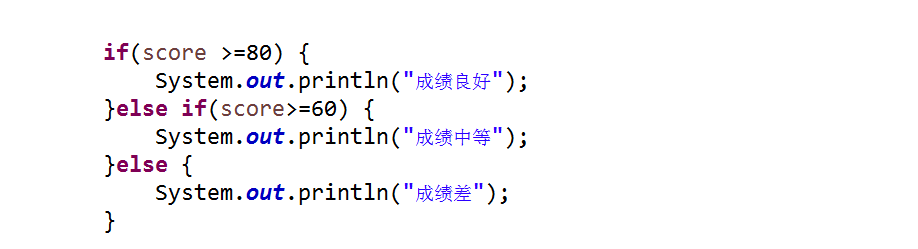 if(score >=80) {
    System.out.println("成绩良好");
}else if(score>=60) {
    System.out.println("成绩中等");
}else {
    System.out.println("成绩差");
}